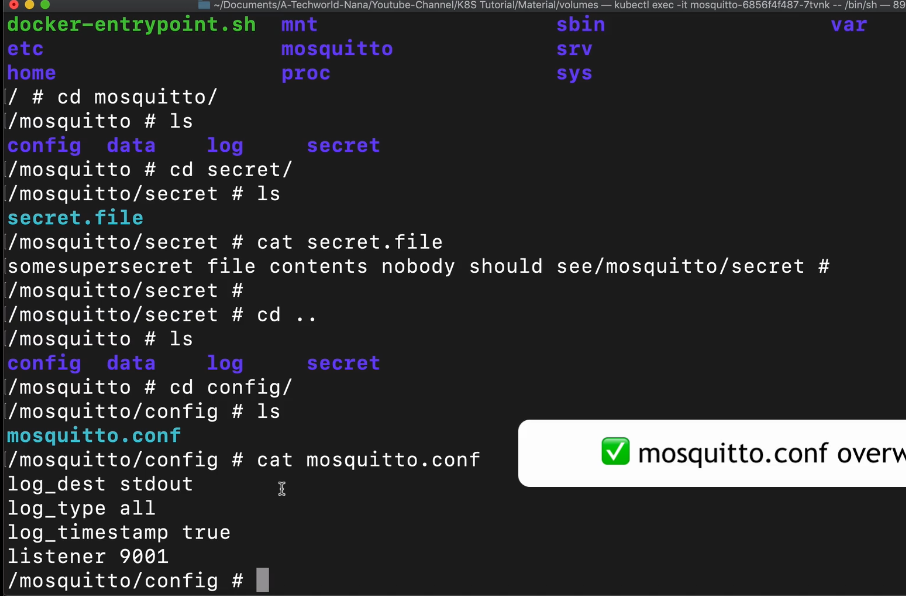 ~/Documents/A-Techworld-Nana/Youtube-Channel/K8S Tutorial/Material/volumes — kubectl exec -it mosquitto-6856f4f487-7tvnk -- /bin/sh — 89
docker-entrypoint.sh mnt sbin var
etc mosquitto srv
home proc sys
/ # cd mosquitto/
/mosquitto # ls
config data log secret
/mosquitto # cd secret/
/mosquitto/secret # ls
secret.file
/mosquitto/secret # cat secret.file
somesupersecret file contents nobody should see/mosquitto/secret #
/mosquitto/secret #
/mosquitto/secret # cd ..
/mosquitto # ls
config data log secret
/mosquitto # cd config/
/mosquitto/config # ls
mosquitto.conf
/mosquitto/config # cat mosquitto.conf
✅ mosquitto.conf overw
log_dest stdout
log_type all
log_timestamp true
listener 9001
/mosquitto/config #